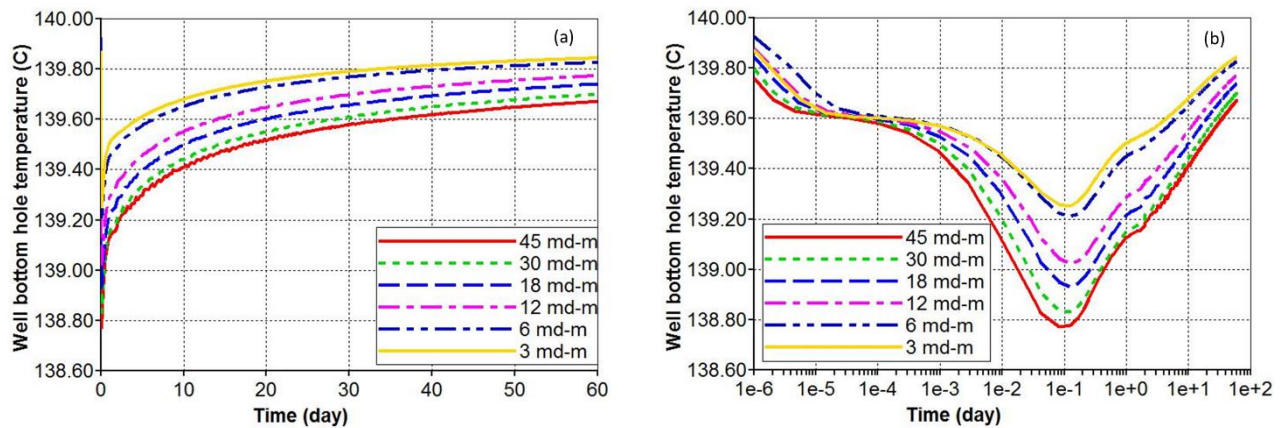 (a)
Well bottom hole temperature (C)
140.00
139.80
139.60
139.40
139.20
139.00
138.80
138.60
45 md-m
30 md-m
18 md-m
12 md-m
6 md-m
3 md-m
0
10
20
30
40
50
60
Time (day)
(b)
Well bottom hole temperature (C)
140.00
139.80
139.60
139.40
139.20
139.00
138.80
138.60
45 md-m
30 md-m
18 md-m
12 md-m
6 md-m
3 md-m
1e-6
1e-5
1e-4
1e-3
1e-2
1e-1
1e+0
1e+1
1e+2
Time (day)